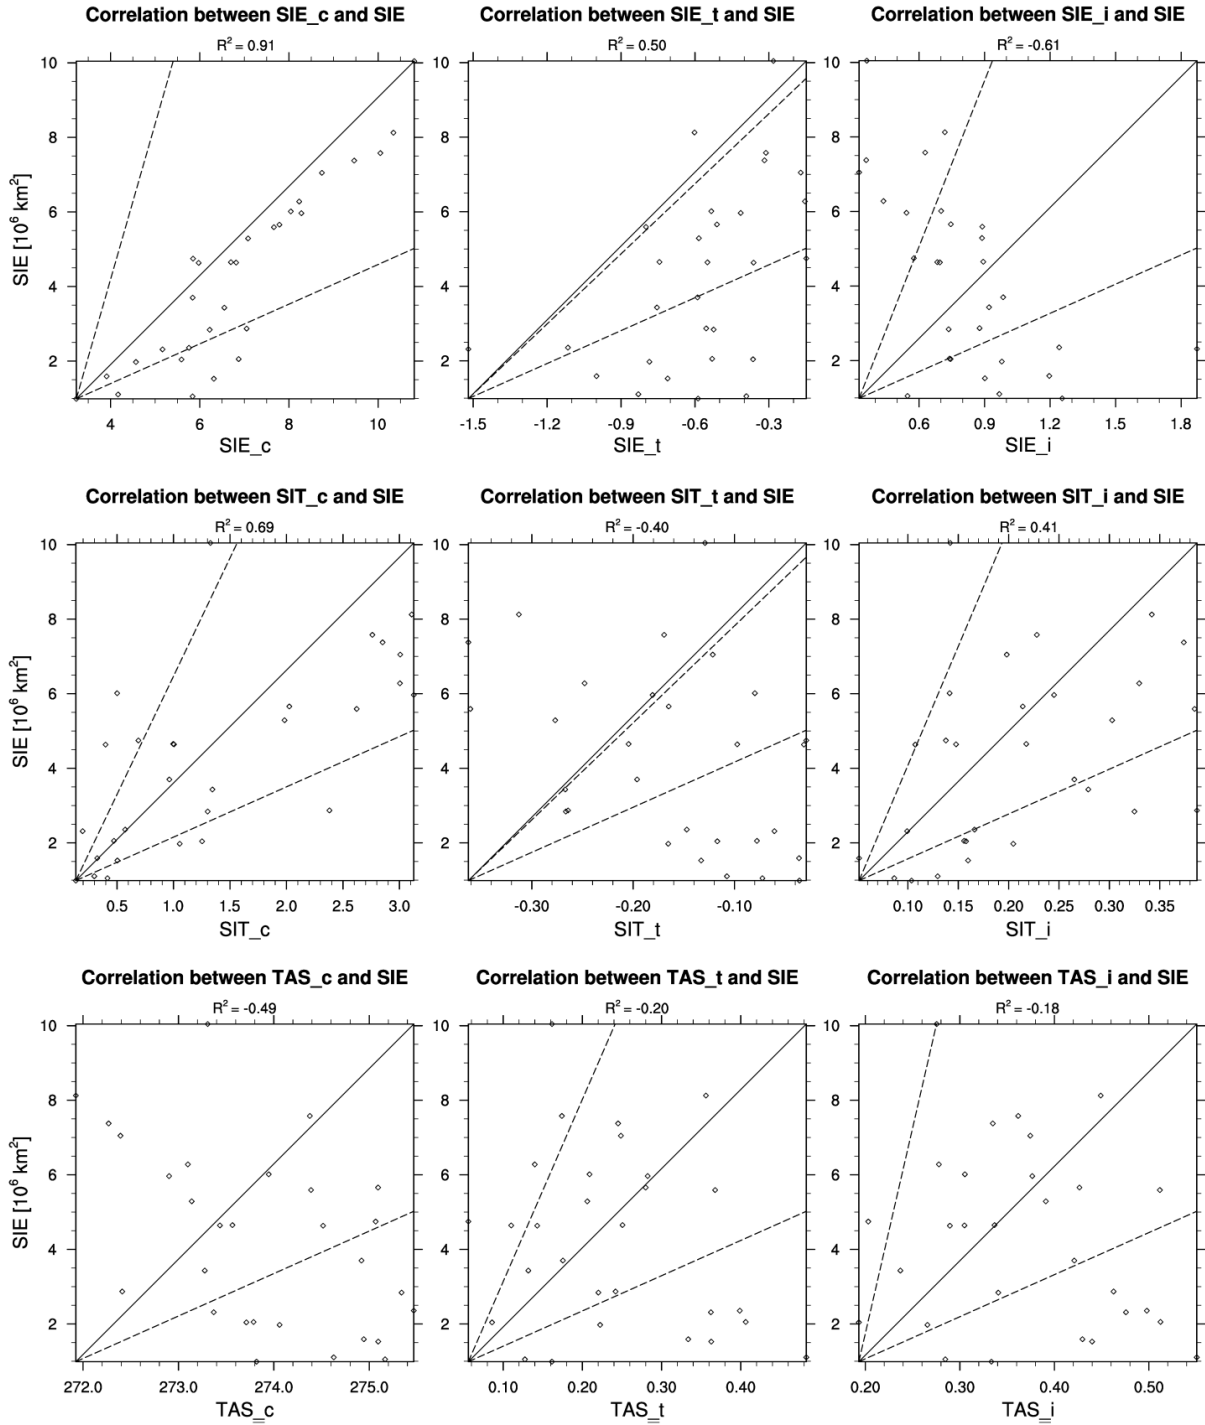 Correlation between SIE_c and SIE
R² = 0.91
SIE [10⁶ km²]
10
8
6
4
2
4 6 8 10
SIE_c
Correlation between SIE_t and SIE
R² = 0.50
10
8
6
4
2
-1.5 -1.2 -0.9 -0.6 -0.3
SIE_t
Correlation between SIE_i and SIE
R² = -0.61
10
8
6
4
2
0.6 0.9 1.2 1.5 1.8
SIE_i
Correlation between SIT_c and SIE
R² = 0.69
SIE [10⁶ km²]
10
8
6
4
2
0.5 1.0 1.5 2.0 2.5 3.0
SIT_c
Correlation between SIT_t and SIE
R² = -0.40
10
8
6
4
2
-0.30 -0.20 -0.10
SIT_t
Correlation between SIT_i and SIE
R² = 0.41
10
8
6
4
2
0.10 0.15 0.20 0.25 0.30 0.35
SIT_i
Correlation between TAS_c and SIE
R² = -0.49
SIE [10⁶ km²]
10
8
6
4
2
272.0 273.0 274.0 275.0
TAS_c
Correlation between TAS_t and SIE
R² = -0.20
10
8
6
4
2
0.10 0.20 0.30 0.40
TAS_t
Correlation between TAS_i and SIE
R² = -0.18
10
8
6
4
2
0.20 0.30 0.40 0.50
TAS_i